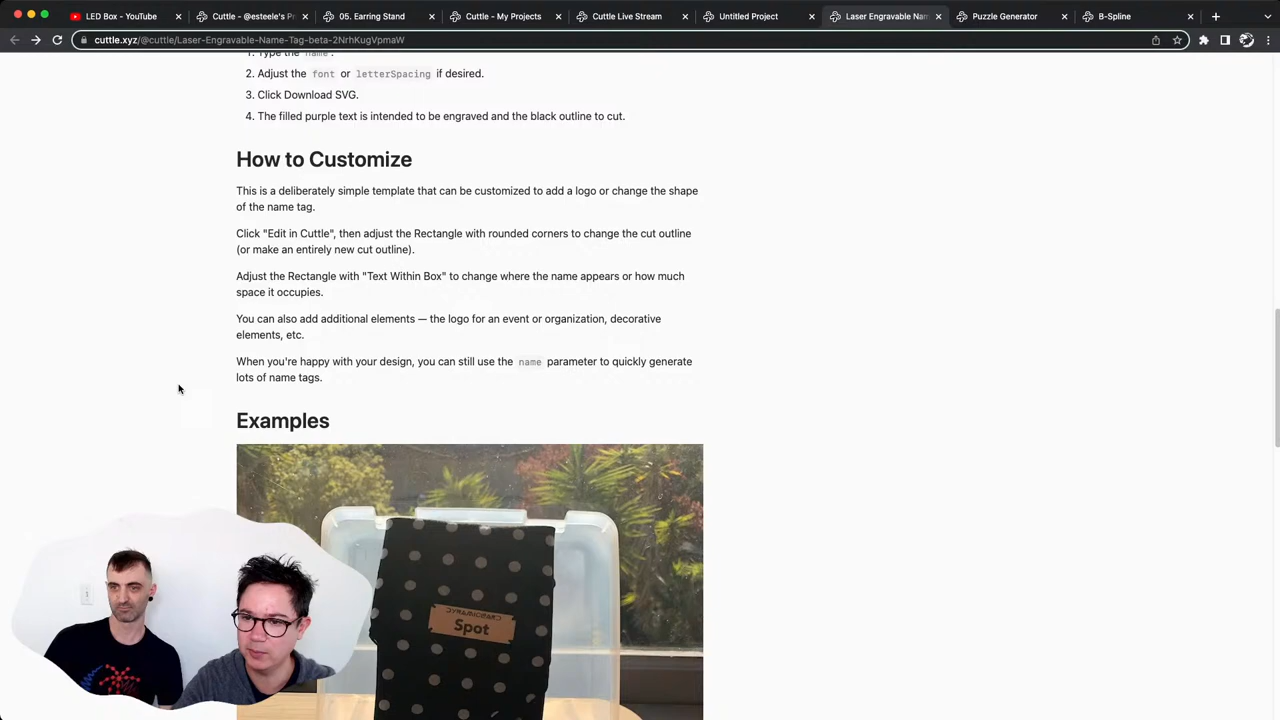 LED Box - YouTube
Cuttle - @esteele's Pr
05. Earring Stand
Cuttle - My Projects
Cuttle Live Stream
Untitled Project
Laser Engravable Nam
Puzzle Generator
B-Spline
cuttle.xyz/@cuttle/Laser-Engravable-Name-Tag-beta-2NrhKugVpmaW
1. Type the name.
2. Adjust the font or letterSpacing if desired.
3. Click Download SVG.
4. The filled purple text is intended to be engraved and the black outline to cut.
How to Customize
This is a deliberately simple template that can be customized to add a logo or change the shape
of the name tag.
Click "Edit in Cuttle", then adjust the Rectangle with rounded corners to change the cut outline
(or make an entirely new cut outline).
Adjust the Rectangle with "Text Within Box" to change where the name appears or how much
space it occupies.
You can also add additional elements — the logo for an event or organization, decorative
elements, etc.
When you're happy with your design, you can still use the name parameter to quickly generate
lots of name tags.
Examples
DYNAMICLAND
Spot